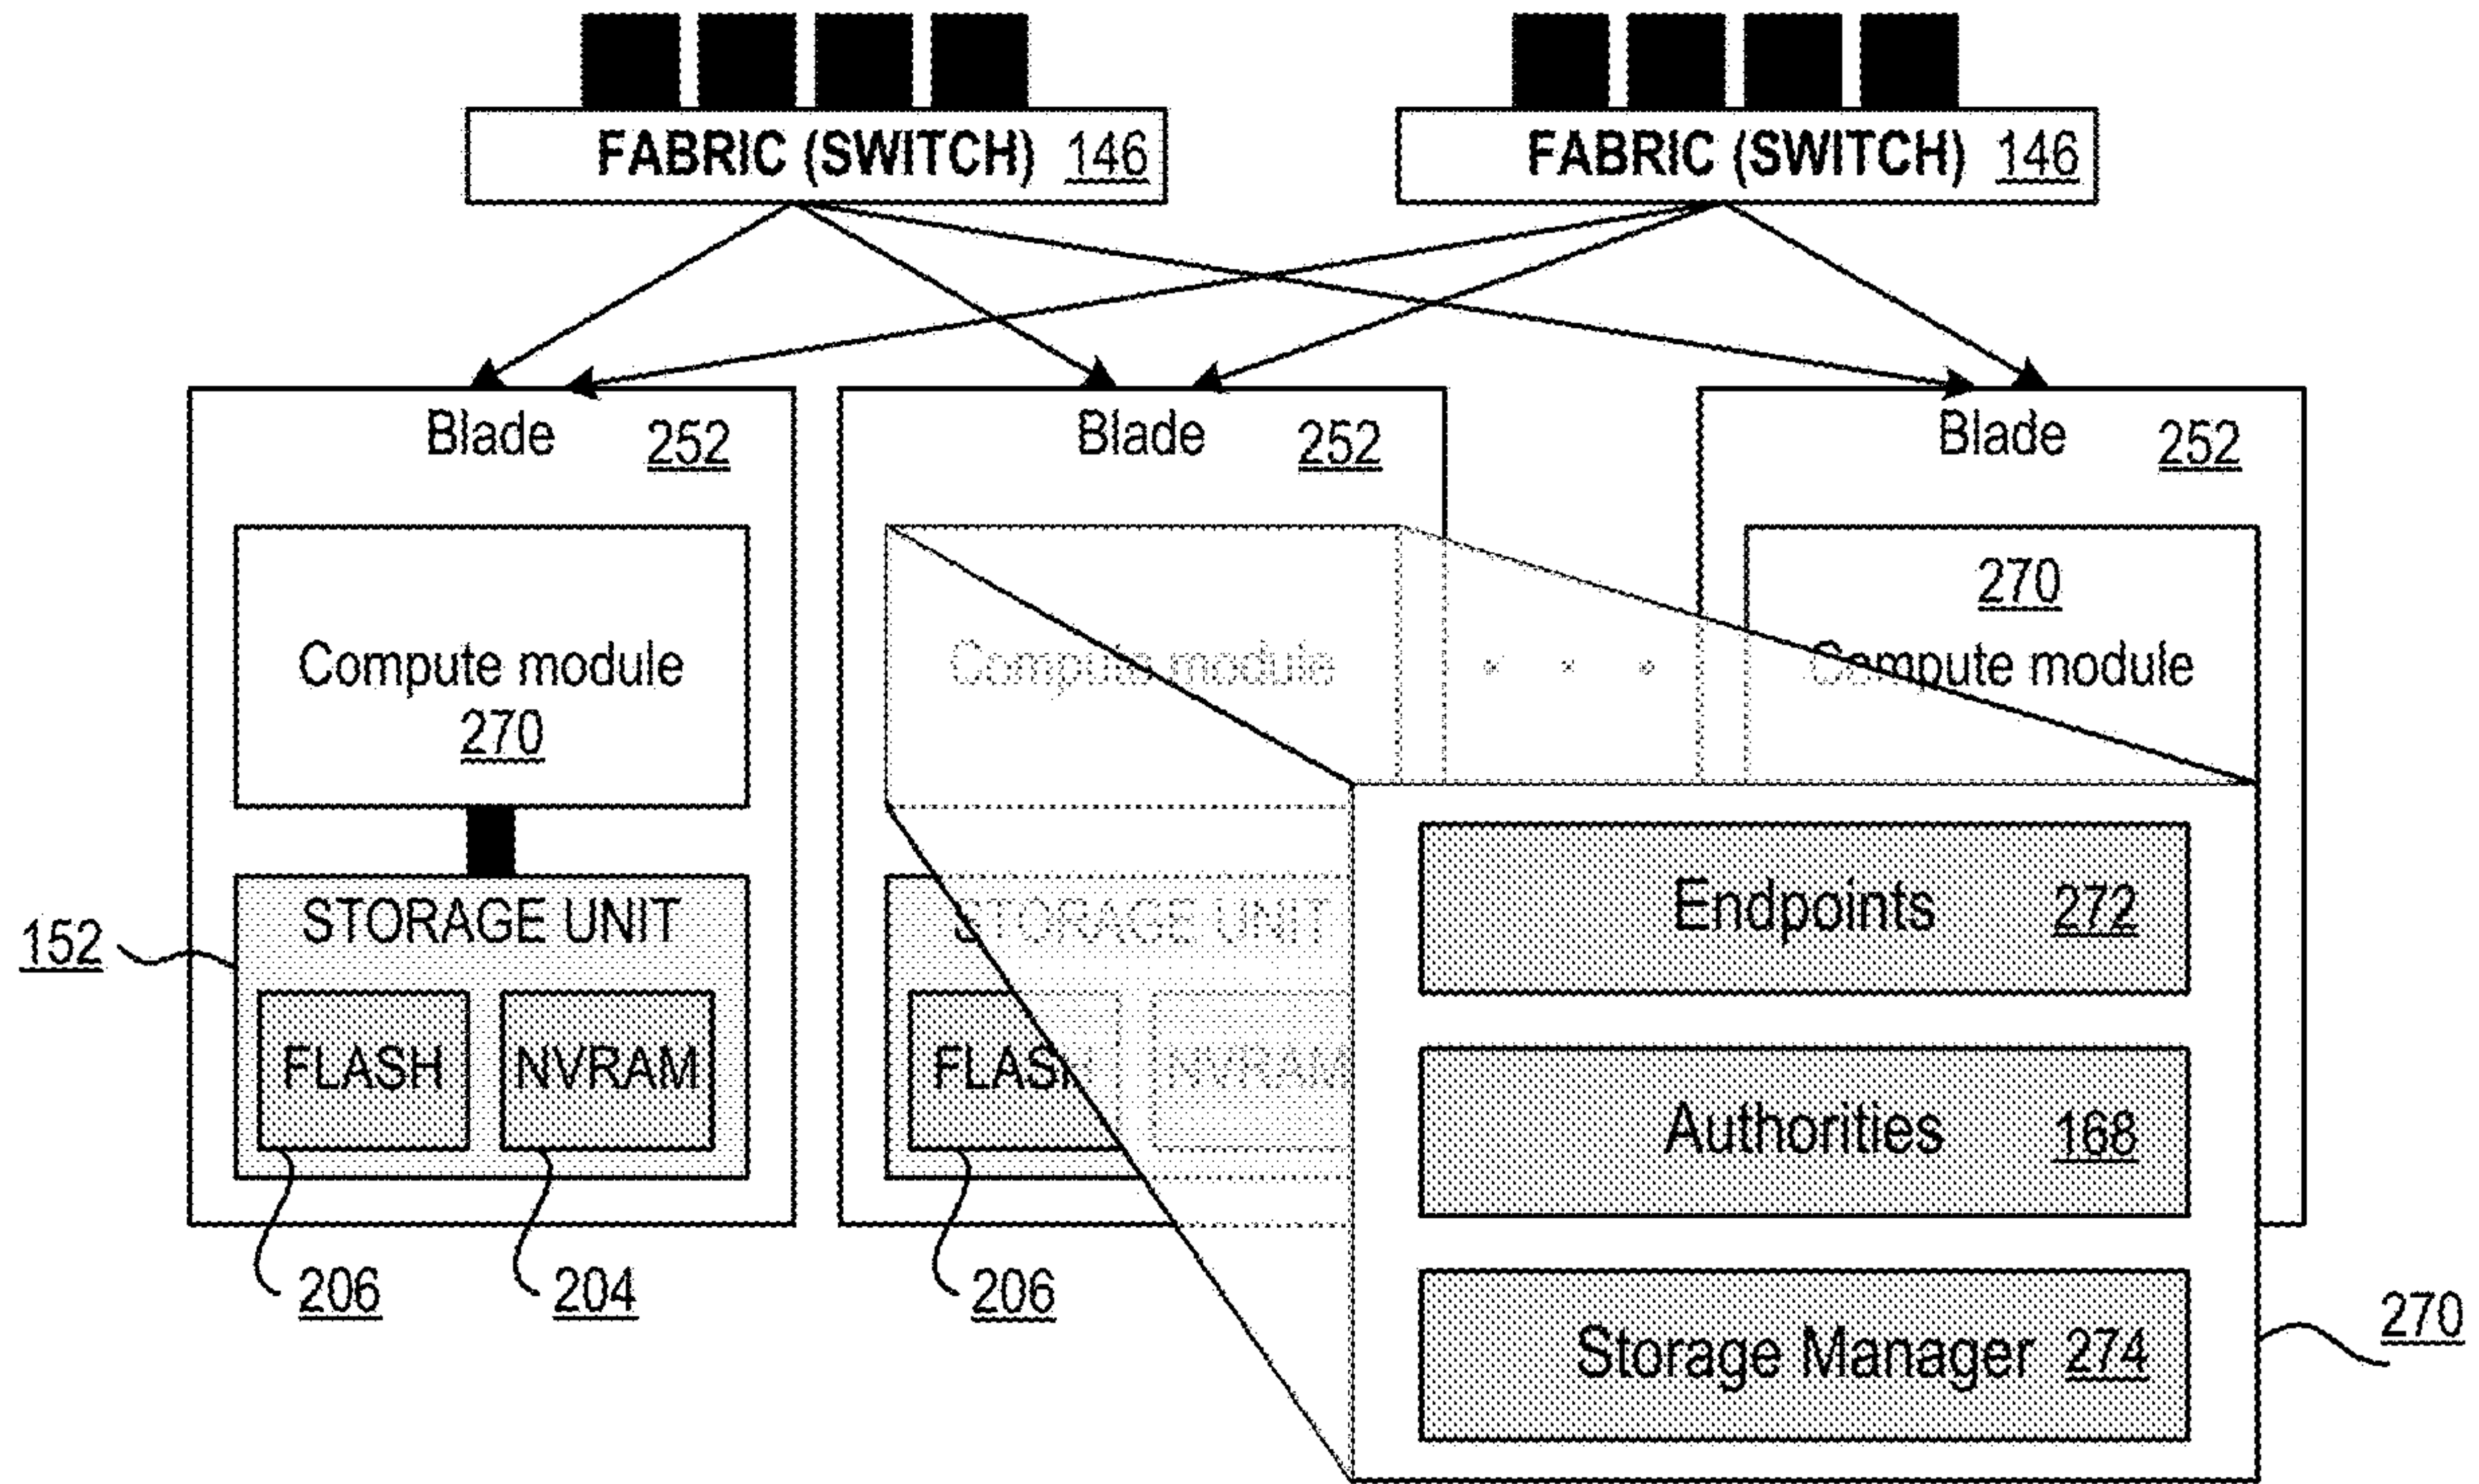 FABRIC (SWITCH) 146
FABRIC (SWITCH) 146
Blade 252
Blade 252
Blade 252
Compute module
270
Compute module
270
Compute module
STORAGE UNIT
152
FLASH
NVRAM
206
204
STORAGE UNIT
FLASH
NVRAM
206
Endpoints 272
Authorities 168
Storage Manager 274
270